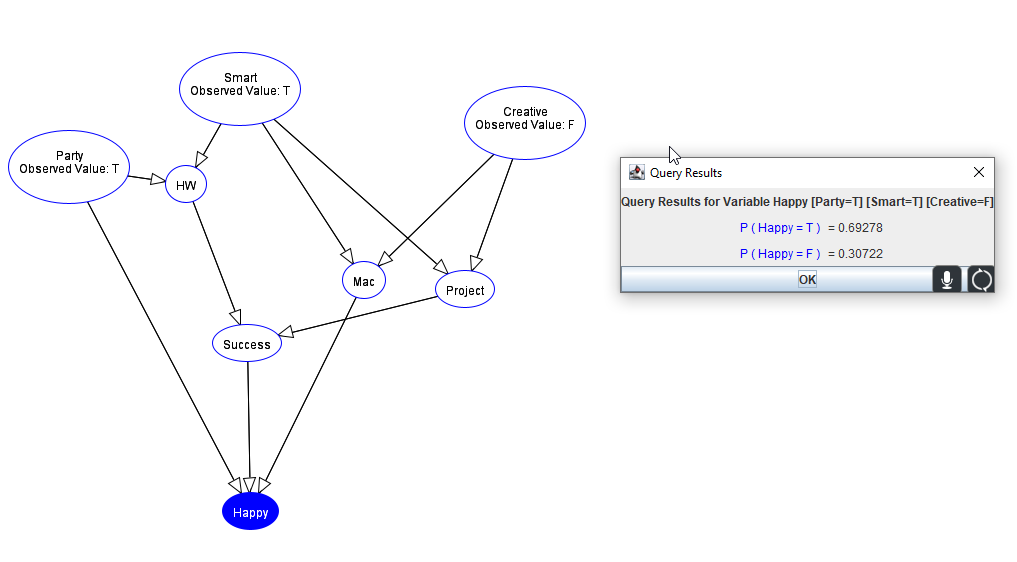 Smart
Observed Value: T
Creative
Observed Value: F
Party
Observed Value: T
HW
Mac
Project
Success
Happy
Query Results
Query Results for Variable Happy [Party=T] [Smart=T] [Creative=F]
P ( Happy = T )  = 0.69278
P ( Happy = F )  = 0.30722
OK